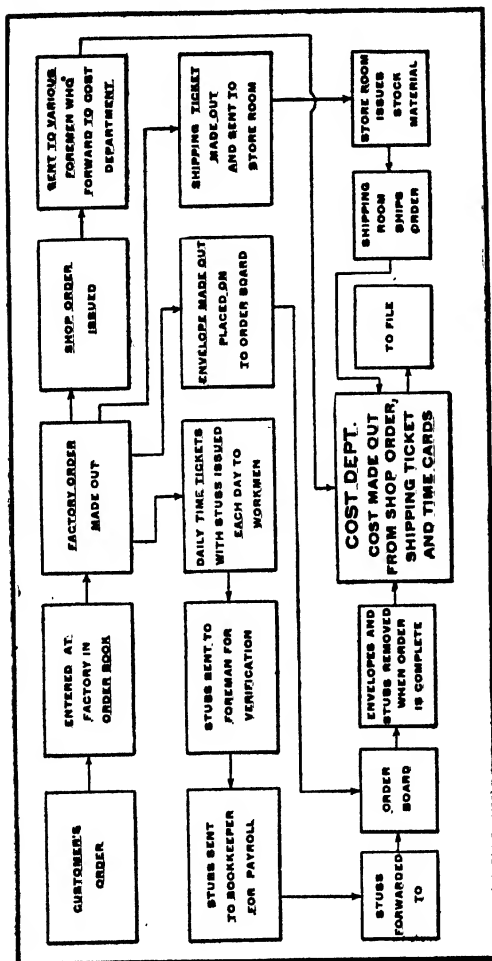 CUSTOMER'S
ORDER
ENTERED AT
FACTORY IN
ORDER BOOK
FACTORY ORDER
MADE OUT
SHOP ORDER
ISSUED
SENT TO VARIOUS
FOREMEN WHO
FORWARD TO COST
DEPARTMENT.
STUBS SENT
TO BOOKKEEPER
FOR PAYROLL
STUBS SENT TO
FOREMAN FOR
VERIFICATION
DAILY TIME TICKETS
WITH STUBS ISSUED
EACH DAY TO
WORKMEN
ENVELOPE MADE OUT
PLACED ON
TO ORDER BOARD
SHIPPING TICKET
MADE OUT
AND SENT TO
STORE ROOM
STUBS
FORWARDED
TO
ORDER
BOARD
ENVELOPES AND
STUBS REMOVED
WHEN ORDER
IS COMPLETE
COST DEPT.
COST MADE OUT
FROM SHOP ORDER,
SHIPPING TICKET
AND TIME CARDS
TO FILE
SHIPPING
ROOM
SHIPS
ORDER
STORE ROOM
ISSUES
STOCK
MATERIAL